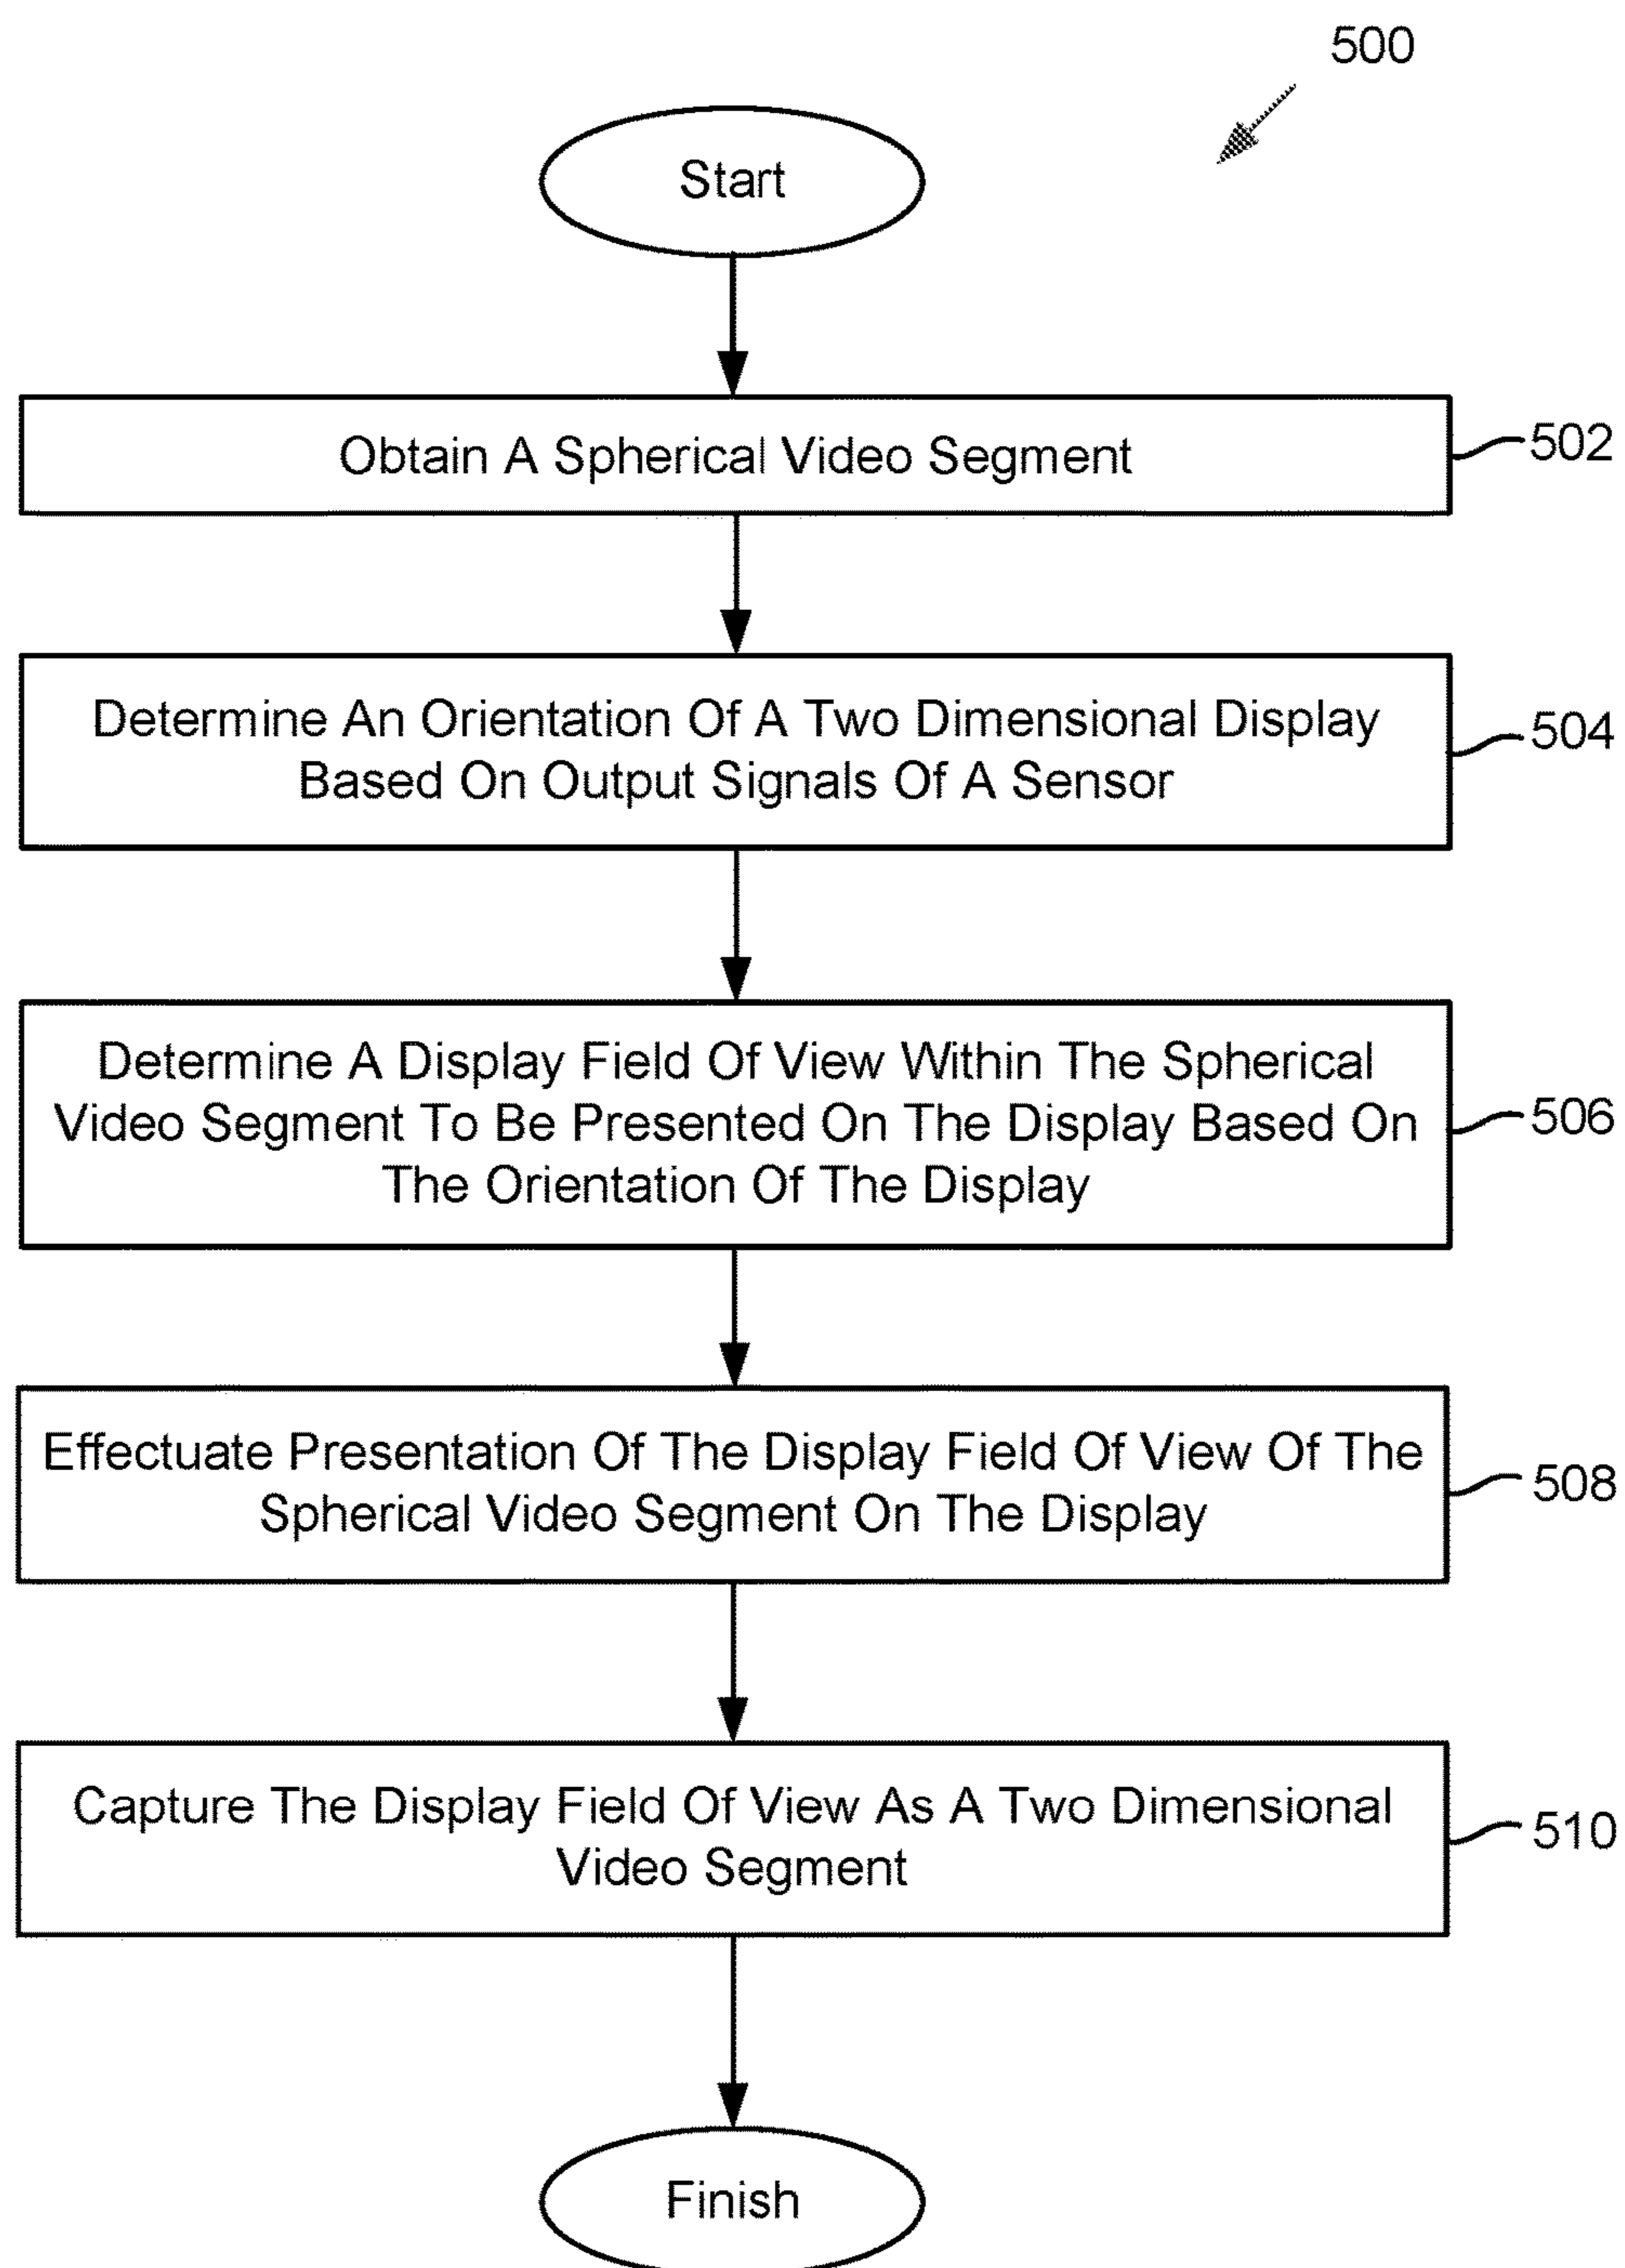 500
Start
Obtain A Spherical Video Segment
502
Determine An Orientation Of A Two Dimensional Display
Based On Output Signals Of A Sensor
504
Determine A Display Field Of View Within The Spherical
Video Segment To Be Presented On The Display Based On
The Orientation Of The Display
506
Effectuate Presentation Of The Display Field Of View Of The
Spherical Video Segment On The Display
508
Capture The Display Field Of View As A Two Dimensional
Video Segment
510
Finish